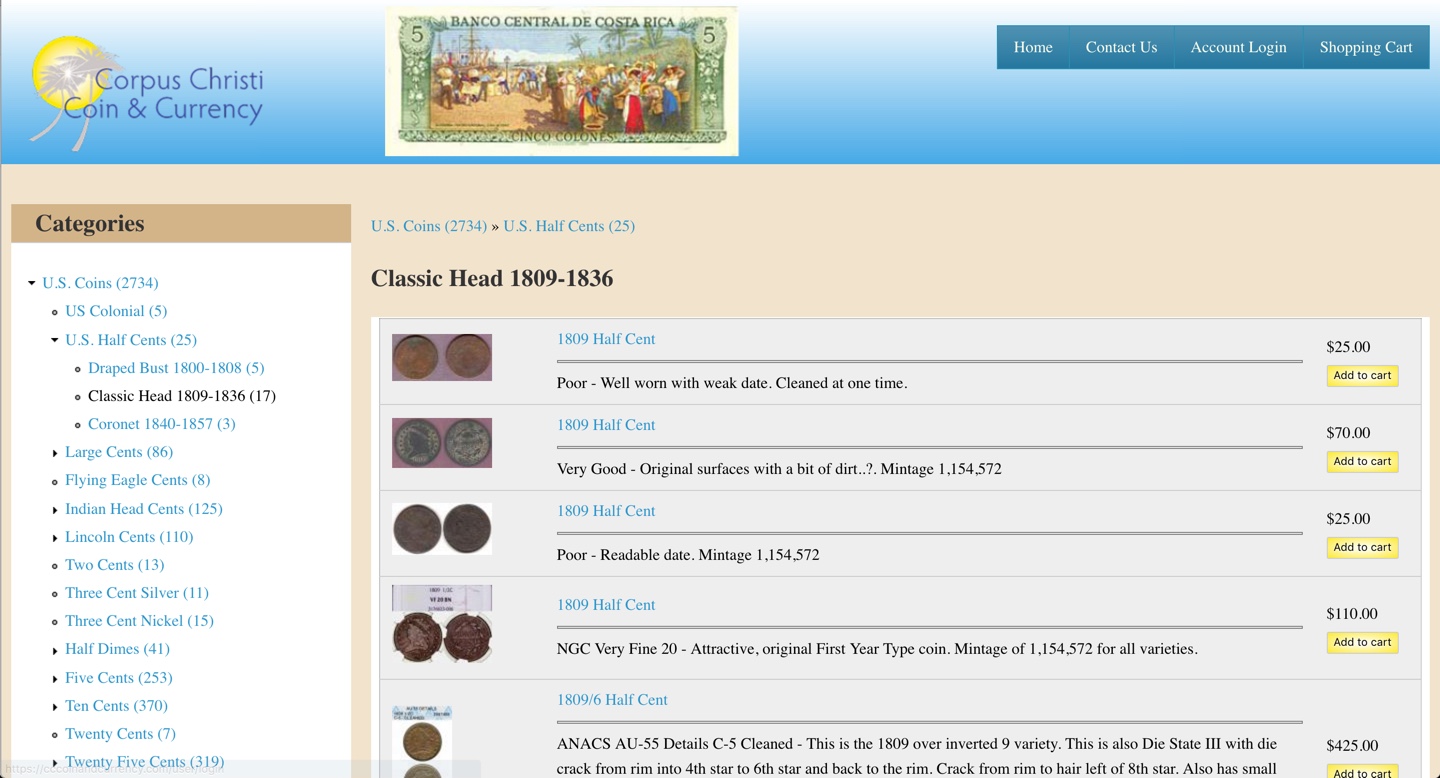 Corpus Christi
Coin & Currency
BANCO CENTRAL DE COSTA RICA
5 5
CINCO COLONES
Home Contact Us Account Login Shopping Cart
Categories
U.S. Coins (2734)
US Colonial (5)
U.S. Half Cents (25)
Draped Bust 1800-1808 (5)
Classic Head 1809-1836 (17)
Coronet 1840-1857 (3)
Large Cents (86)
Flying Eagle Cents (8)
Indian Head Cents (125)
Lincoln Cents (110)
Two Cents (13)
Three Cent Silver (11)
Three Cent Nickel (15)
Half Dimes (41)
Five Cents (253)
Ten Cents (370)
Twenty Cents (7)
Twenty Five Cents (319)
https://cccoinandcurrency.com/user/login
U.S. Coins (2734) » U.S. Half Cents (25)
Classic Head 1809-1836
1809 Half Cent
Poor - Well worn with weak date. Cleaned at one time.
$25.00
Add to cart
1809 Half Cent
Very Good - Original surfaces with a bit of dirt..?. Mintage 1,154,572
$70.00
Add to cart
1809 Half Cent
Poor - Readable date. Mintage 1,154,572
$25.00
Add to cart
VF 20 BN
1809 Half Cent
NGC Very Fine 20 - Attractive, original First Year Type coin. Mintage of 1,154,572 for all varieties.
$110.00
Add to cart
1809/6 Half Cent
ANACS AU-55 Details C-5 Cleaned - This is the 1809 over inverted 9 variety. This is also Die State III with die
crack from rim into 4th star to 6th star and back to the rim. Crack from rim to hair left of 8th star. Also has small
$425.00
Add to cart